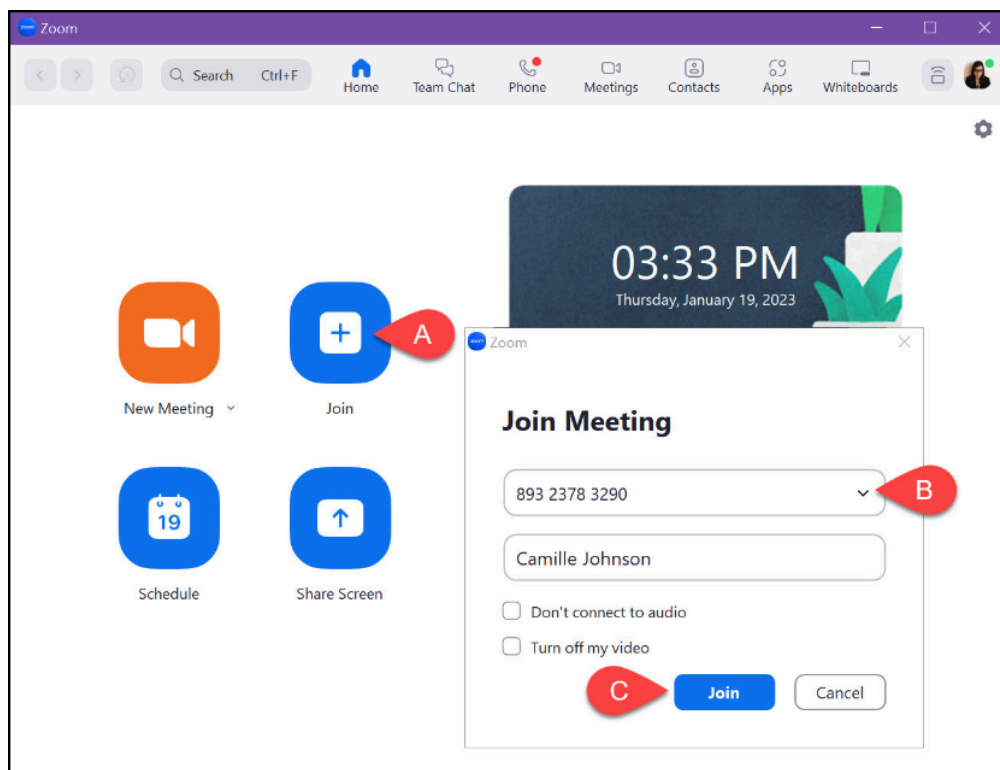 zoom Zoom
Search Ctrl+F
Home Team Chat Phone Meetings Contacts Apps Whiteboards
03:33 PM
Thursday, January 19, 2023
A
New Meeting Join
19
Schedule Share Screen
zoom Zoom
Join Meeting
893 2378 3290
B
Camille Johnson
Don't connect to audio
Turn off my video
C
Join Cancel